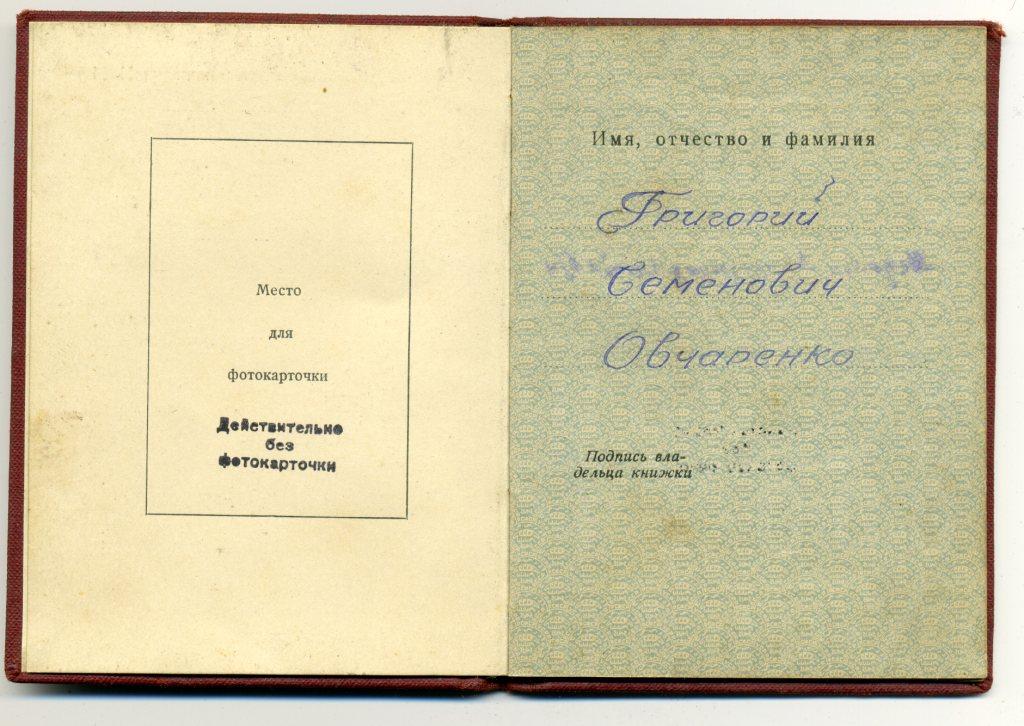 Место
для
фотокарточки
Действительно
без
фотокарточки
Имя, отчество и фамилия
Григорий
Семенович
Овчаренко
Подпись вла-
дельца книжки